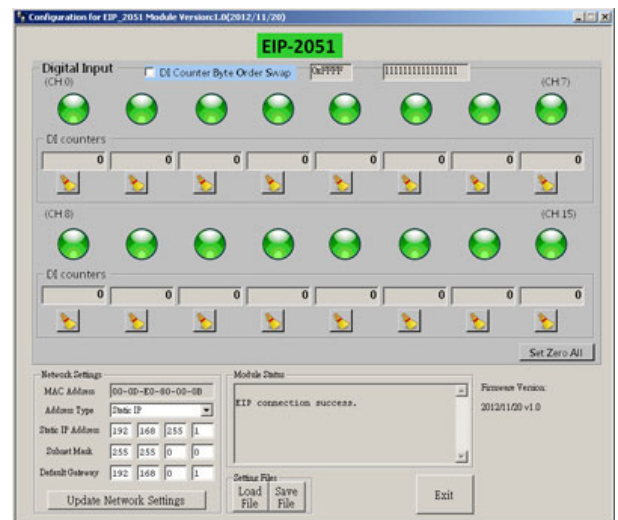 Configuration for EIP_2051 Module Version:1.0(2012/11/20)
EIP-2051
Digital Input
DI Counter Byte Order Swap
0xFFFF
1111111111111111
(CH.0)
(CH.7)
DI counters
0 0 0 0 0 0 0 0
(CH.8)
(CH.15)
DI counters
0 0 0 0 0 0 0 0
Set Zero All
Network Settings
MAC Address 00-0D-E0-80-00-0B
Address Type Static IP
Static IP Address 192 168 255 1
Subnet Mask 255 255 0 0
Default Gateway 192 168 0 1
Update Network Settings
Module Status
EIP connection success.
Setting Files
Load File
Save File
Firmware Version:
2012/11/20 v1.0
Exit